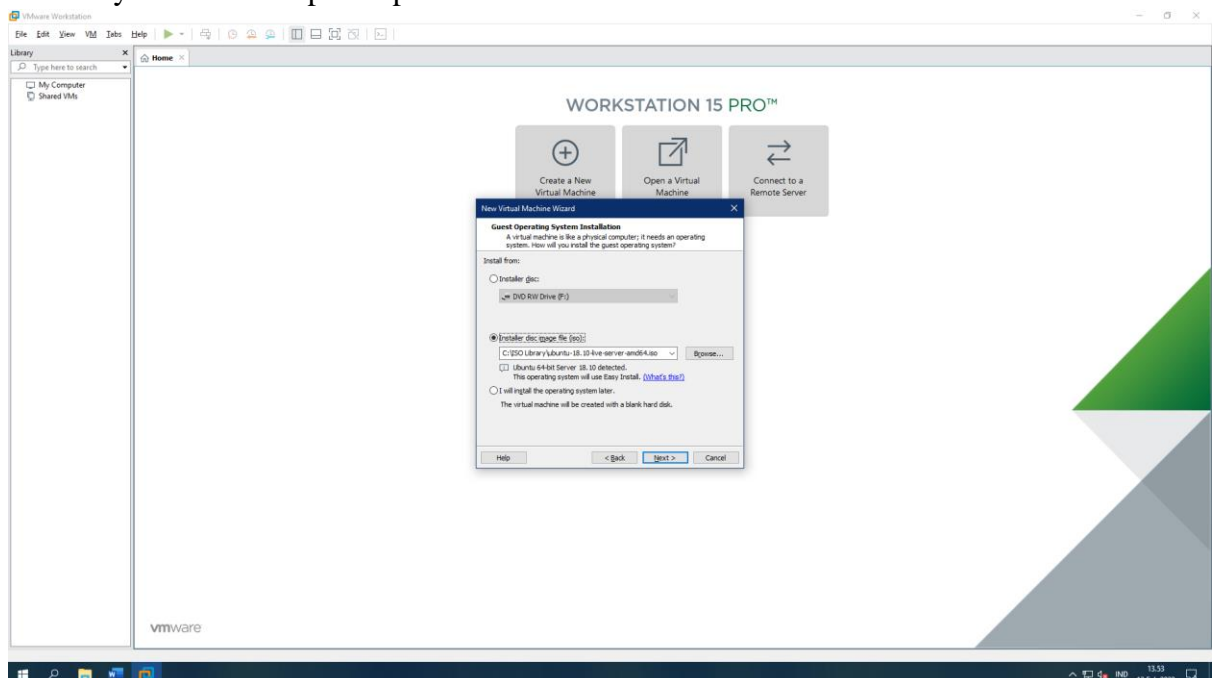 VMware Workstation
File Edit View VM Tabs Help
Library
Home
Type here to search
My Computer
Shared VMs
WORKSTATION 15 PRO™
Create a New
Virtual Machine
Open a Virtual
Machine
Connect to a
Remote Server
New Virtual Machine Wizard
Guest Operating System Installation
A virtual machine is like a physical computer; it needs an operating
system. How will you install the guest operating system?
Install from:
Installer disc:
DVD RW Drive (F:)
Installer disc image file (iso):
C:\ISO Library\ubuntu-18.10-live-server-amd64.iso
Browse...
Ubuntu 64-bit Server 18.10 detected.
This operating system will use Easy Install. (What's this?)
I will install the operating system later.
The virtual machine will be created with a blank hard disk.
Help
< Back
Next >
Cancel
vmware
IND
13.53